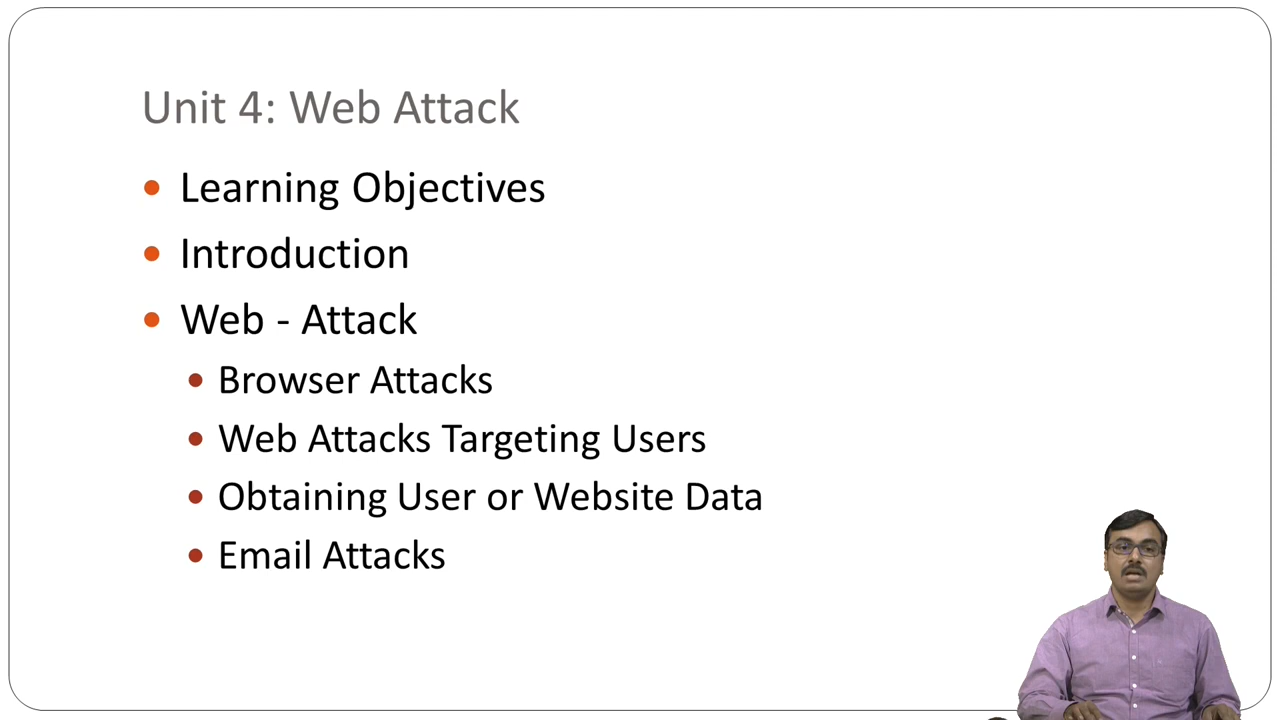 Unit 4: Web Attack
Learning Objectives
Introduction
Web - Attack
Browser Attacks
Web Attacks Targeting Users
Obtaining User or Website Data
Email Attacks